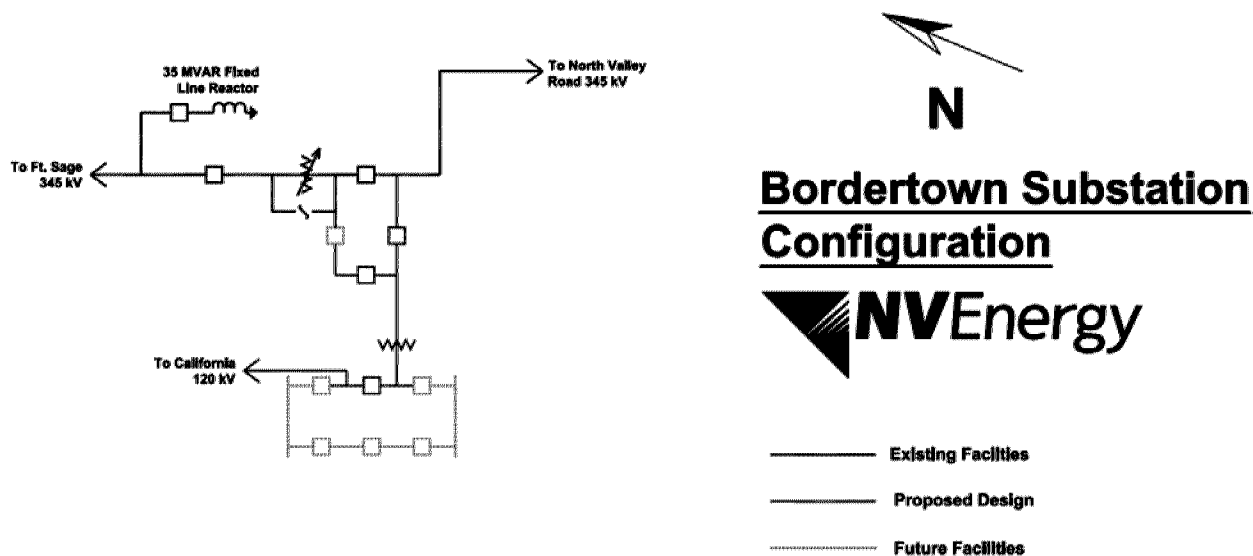 35 MVAR Fixed
Line Reactor
To North Valley
Road 345 kV
N
To Ft. Sage
345 kV
Bordertown Substation
Configuration
NVEnergy
To California
120 kV
Existing Facilties
Proposed Design
Future Facilities